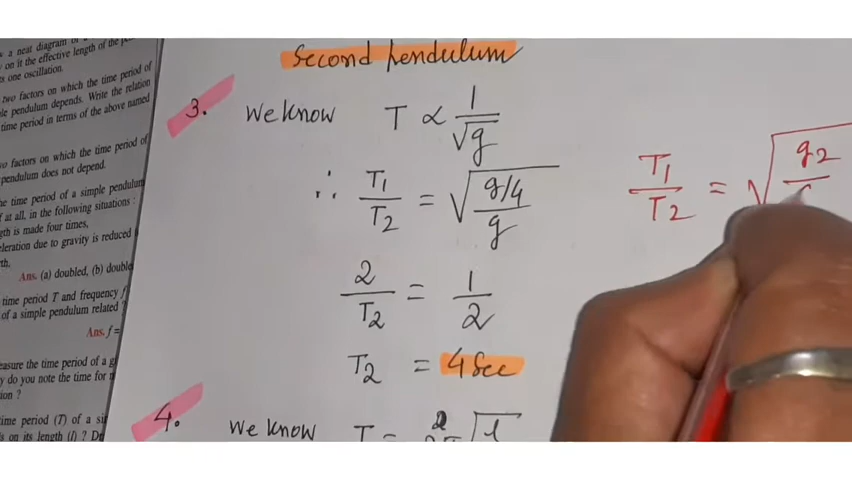 a neat diagram of
on it the effective length of the
s one oscillation.
two factors on which the time period of
le pendulum depends. Write the relation
time period in terms of the above named
o factors on which the time period of
pendulum does not depend.
he time period of a simple pendulum
f at all, in the following situations :
gth is made four times,
leration due to gravity is reduced
rth.
Ans. (a) doubled, (b) double
time period T and frequency f
of a simple pendulum related ?
Ans. f =
easure the time period of a
y do you note the time for
ion ?
time period (T) of a si
s on its length (l) ? D
Second pendulum
3. We know T ∝ 1/√g
∴ T₁/T₂ = √((g/4)/g)
2/T₂ = 1/2
T₂ = 4 Sec
T₁/T₂ = √(g₂/
4. We know T = 2 √l